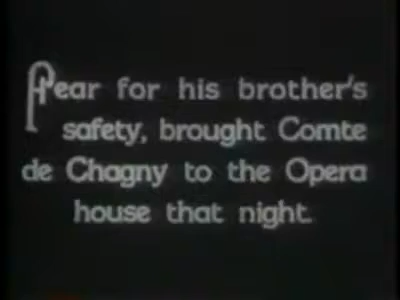 Fear for his brother's
safety, brought Comte
de Chagny to the Opera
house that night.